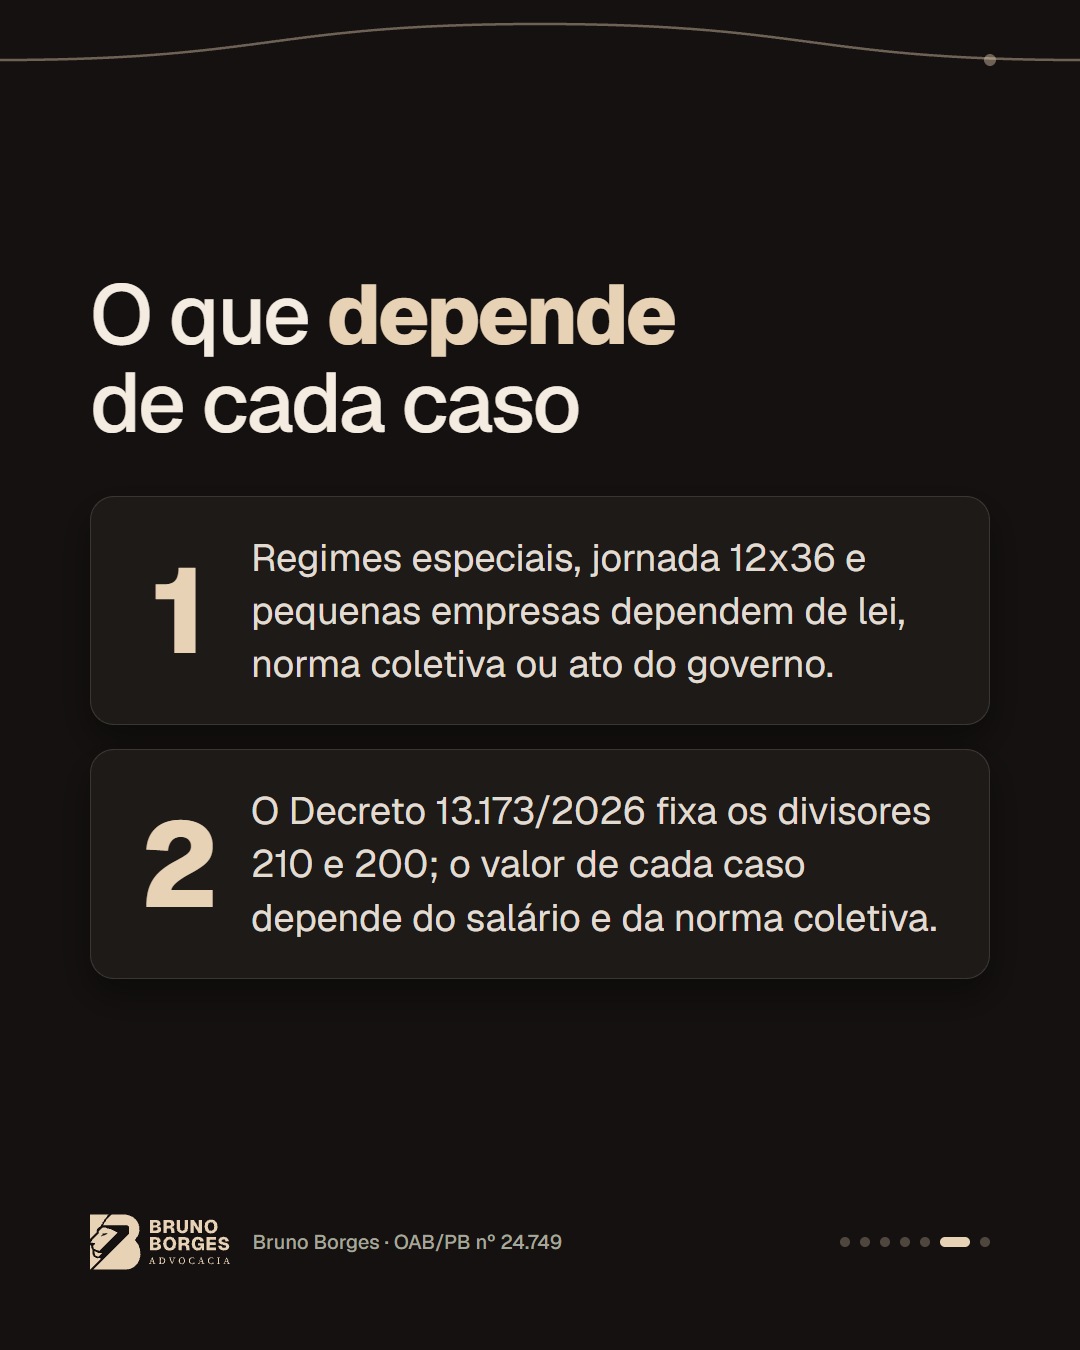 O que depende
de cada caso
1
Regimes especiais, jornada 12x36 e
pequenas empresas dependem de lei,
norma coletiva ou ato do governo.
2
O Decreto 13.173/2026 fixa os divisores
210 e 200; o valor de cada caso
depende do salário e da norma coletiva.
BRUNO
BORGES
ADVOCACIA
Bruno Borges · OAB/PB nº 24.749